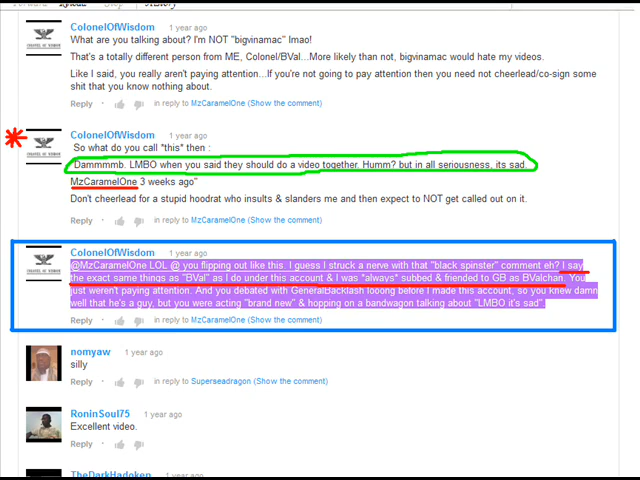 ColonelOfWisdom 1 year ago
What are you talking about? I'm NOT "bigvinamac" lmao!
That's a totally different person from ME, Colonel/BVal...More likely than not, bigvinamac would hate my videos.
Like I said, you really aren't paying attention...If you're not going to pay attention then you need not cheerlead/co-sign some
shit that you know nothing about.
Reply · in reply to MzCaramelOne (Show the comment)
ColonelOfWisdom 1 year ago
So what do you call *this* then :
Dammmmb. LMBO when you said they should do a video together. Humm? but in all seriousness, its sad.
MzCaramelOne 3 weeks ago"
Don't cheerlead for a stupid hoodrat who insults & slanders me and then expect to NOT get called out on it.
Reply · in reply to MzCaramelOne (Show the comment)
ColonelOfWisdom 1 year ago
@MzCaramelOne LOL @ you flipping out like this. I guess I struck a nerve with that "black spinster" comment eh? I say
the exact same things as "BVal" as I do under this account & I was *always* subbed & friended to GB as BValchan. You
just weren't paying attention. And you debated with GeneralBacklash looong before I made this account, so you knew damn
well that he's a guy, but you were acting "brand new" & hopping on a bandwagon talking about "LMBO it's sad".
Reply · in reply to MzCaramelOne (Show the comment)
nomyaw 1 year ago
silly
Reply · in reply to Superseadragon (Show the comment)
RoninSoul75 1 year ago
Excellent video.
Reply ·
TheDarkHadoken 1 year ago